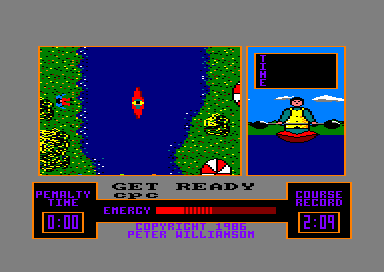 TIME
GET READY
cpc
PENALTY
TIME
0:00
ENERGY
COURSE
RECORD
2:09
COPYRIGHT 1986
PETER WILLIAMSON